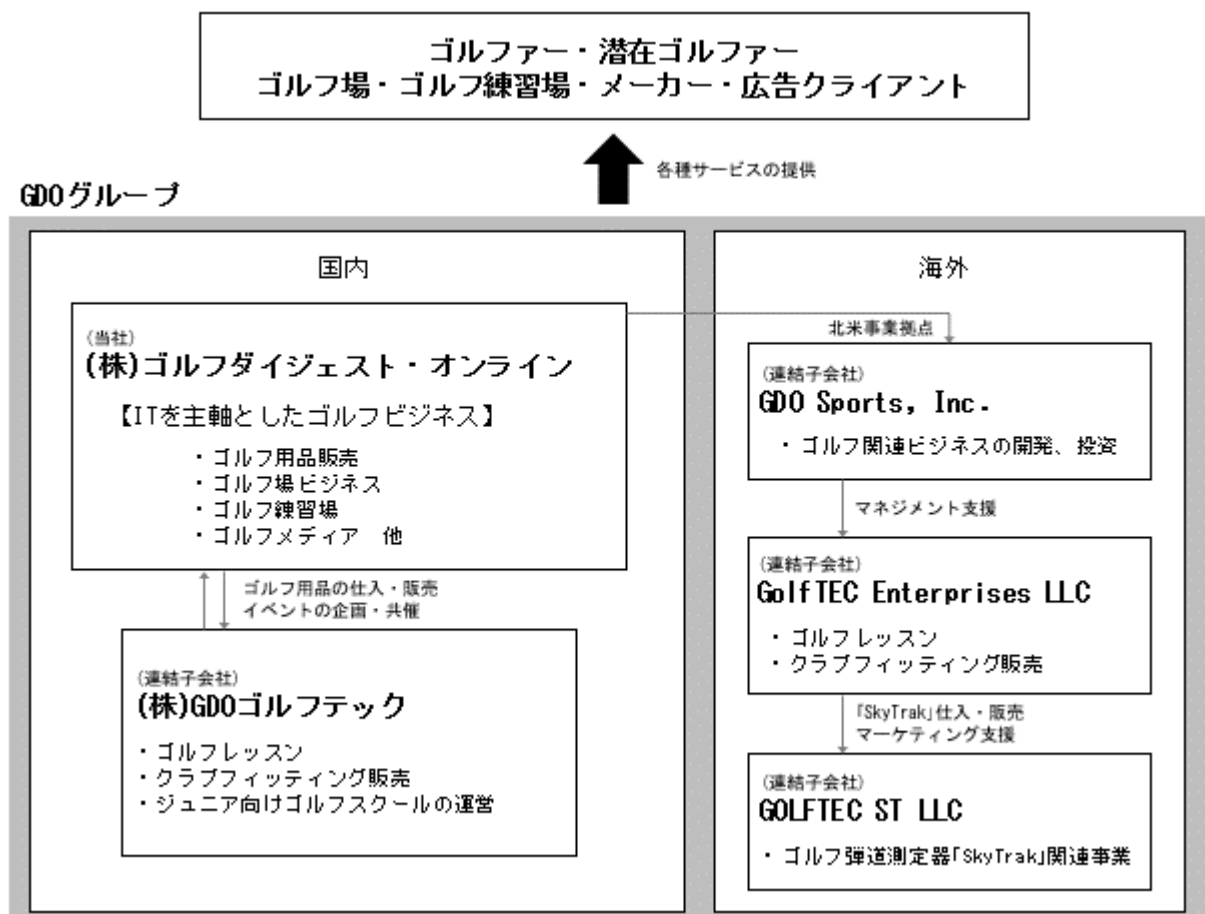 ゴルファー・潜在ゴルファー
ゴルフ場・ゴルフ練習場・メーカー・広告クライアント
各種サービスの提供
GDOグループ
国内
(当社)
(株)ゴルフダイジェスト・オンライン
【ITを主軸としたゴルフビジネス】
・ゴルフ用品販売
・ゴルフ場ビジネス
・ゴルフ練習場
・ゴルフメディア　他
ゴルフ用品の仕入・販売
イベントの企画・共催
(連結子会社)
(株)GDOゴルフテック
・ゴルフレッスン
・クラブフィッティング販売
・ジュニア向けゴルフスクールの運営
海外
北米事業拠点
(連結子会社)
GDO Sports, Inc.
・ゴルフ関連ビジネスの開発、投資
マネジメント支援
(連結子会社)
GolfTEC Enterprises LLC
・ゴルフレッスン
・クラブフィッティング販売
｢SkyTrak｣仕入・販売
マーケティング支援
(連結子会社)
GOLFTEC ST LLC
・ゴルフ弾道測定器｢SkyTrak｣関連事業